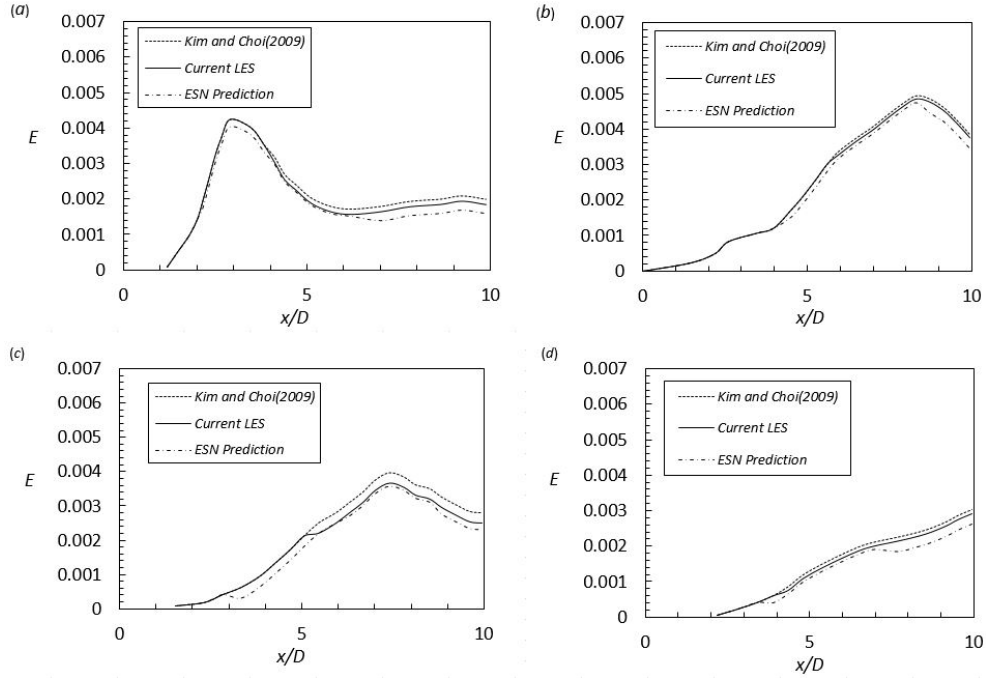 (a)
0.007
0.006
0.005
0.004
0.003
0.002
0.001
0
E
Kim and Choi(2009)
Current LES
ESN Prediction
0
5
10
x/D
(b)
0.007
0.006
0.005
0.004
0.003
0.002
0.001
0
E
Kim and Choi(2009)
Current LES
ESN Prediction
0
5
10
x/D
(c)
0.007
0.006
0.005
0.004
0.003
0.002
0.001
0
E
Kim and Choi(2009)
Current LES
ESN Prediction
0
5
10
x/D
(d)
0.007
0.006
0.005
0.004
0.003
0.002
0.001
0
E
Kim and Choi(2009)
Current LES
ESN Prediction
0
5
10
x/D